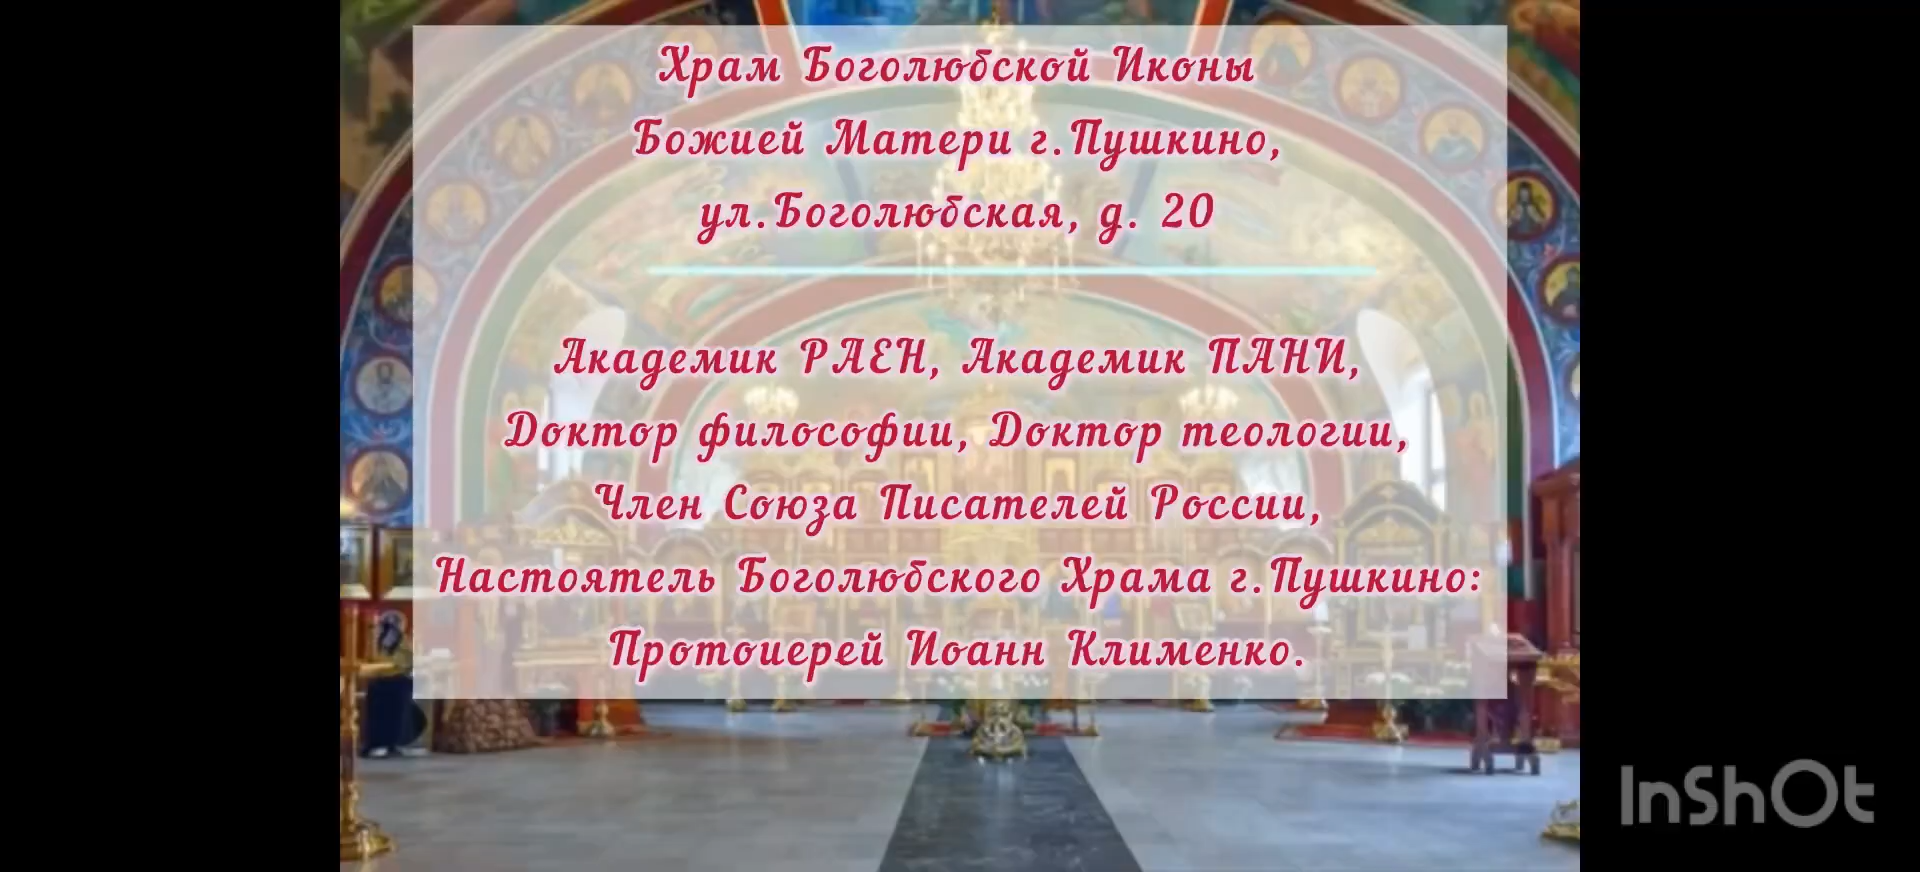 Храм Боголюбской Иконы
Божией Матери г.Пушкино,
ул.Боголюбская, д. 20
Академик РАЕН, Академик ПАНИ,
Доктор философии, Доктор теологии,
Член Союза Писателей России,
Настоятель Боголюбского Храма г.Пушкино:
Протоиерей Иоанн Клименко.
InShOt